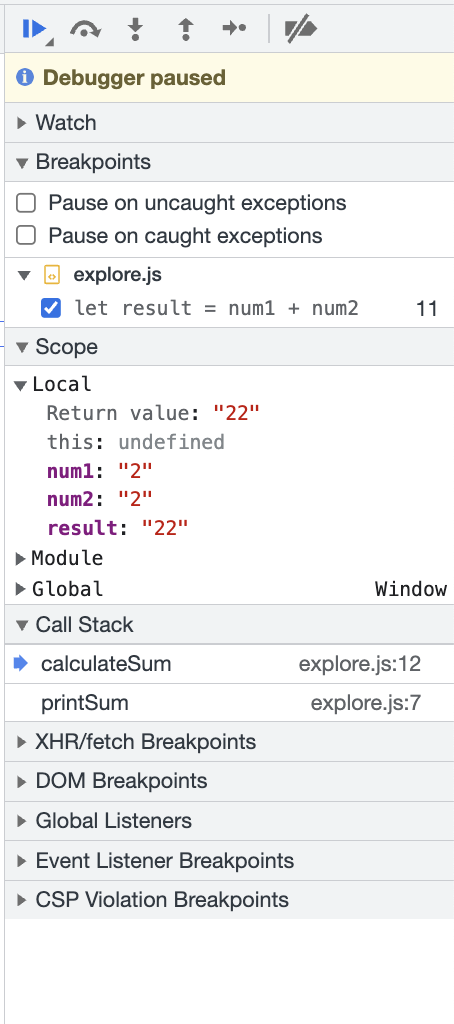 Debugger paused
Watch
Breakpoints
Pause on uncaught exceptions
Pause on caught exceptions
explore.js
let result = num1 + num2 11
Scope
Local
Return value: "22"
this: undefined
num1: "2"
num2: "2"
result: "22"
Module
Global Window
Call Stack
calculateSum explore.js:12
printSum explore.js:7
XHR/fetch Breakpoints
DOM Breakpoints
Global Listeners
Event Listener Breakpoints
CSP Violation Breakpoints